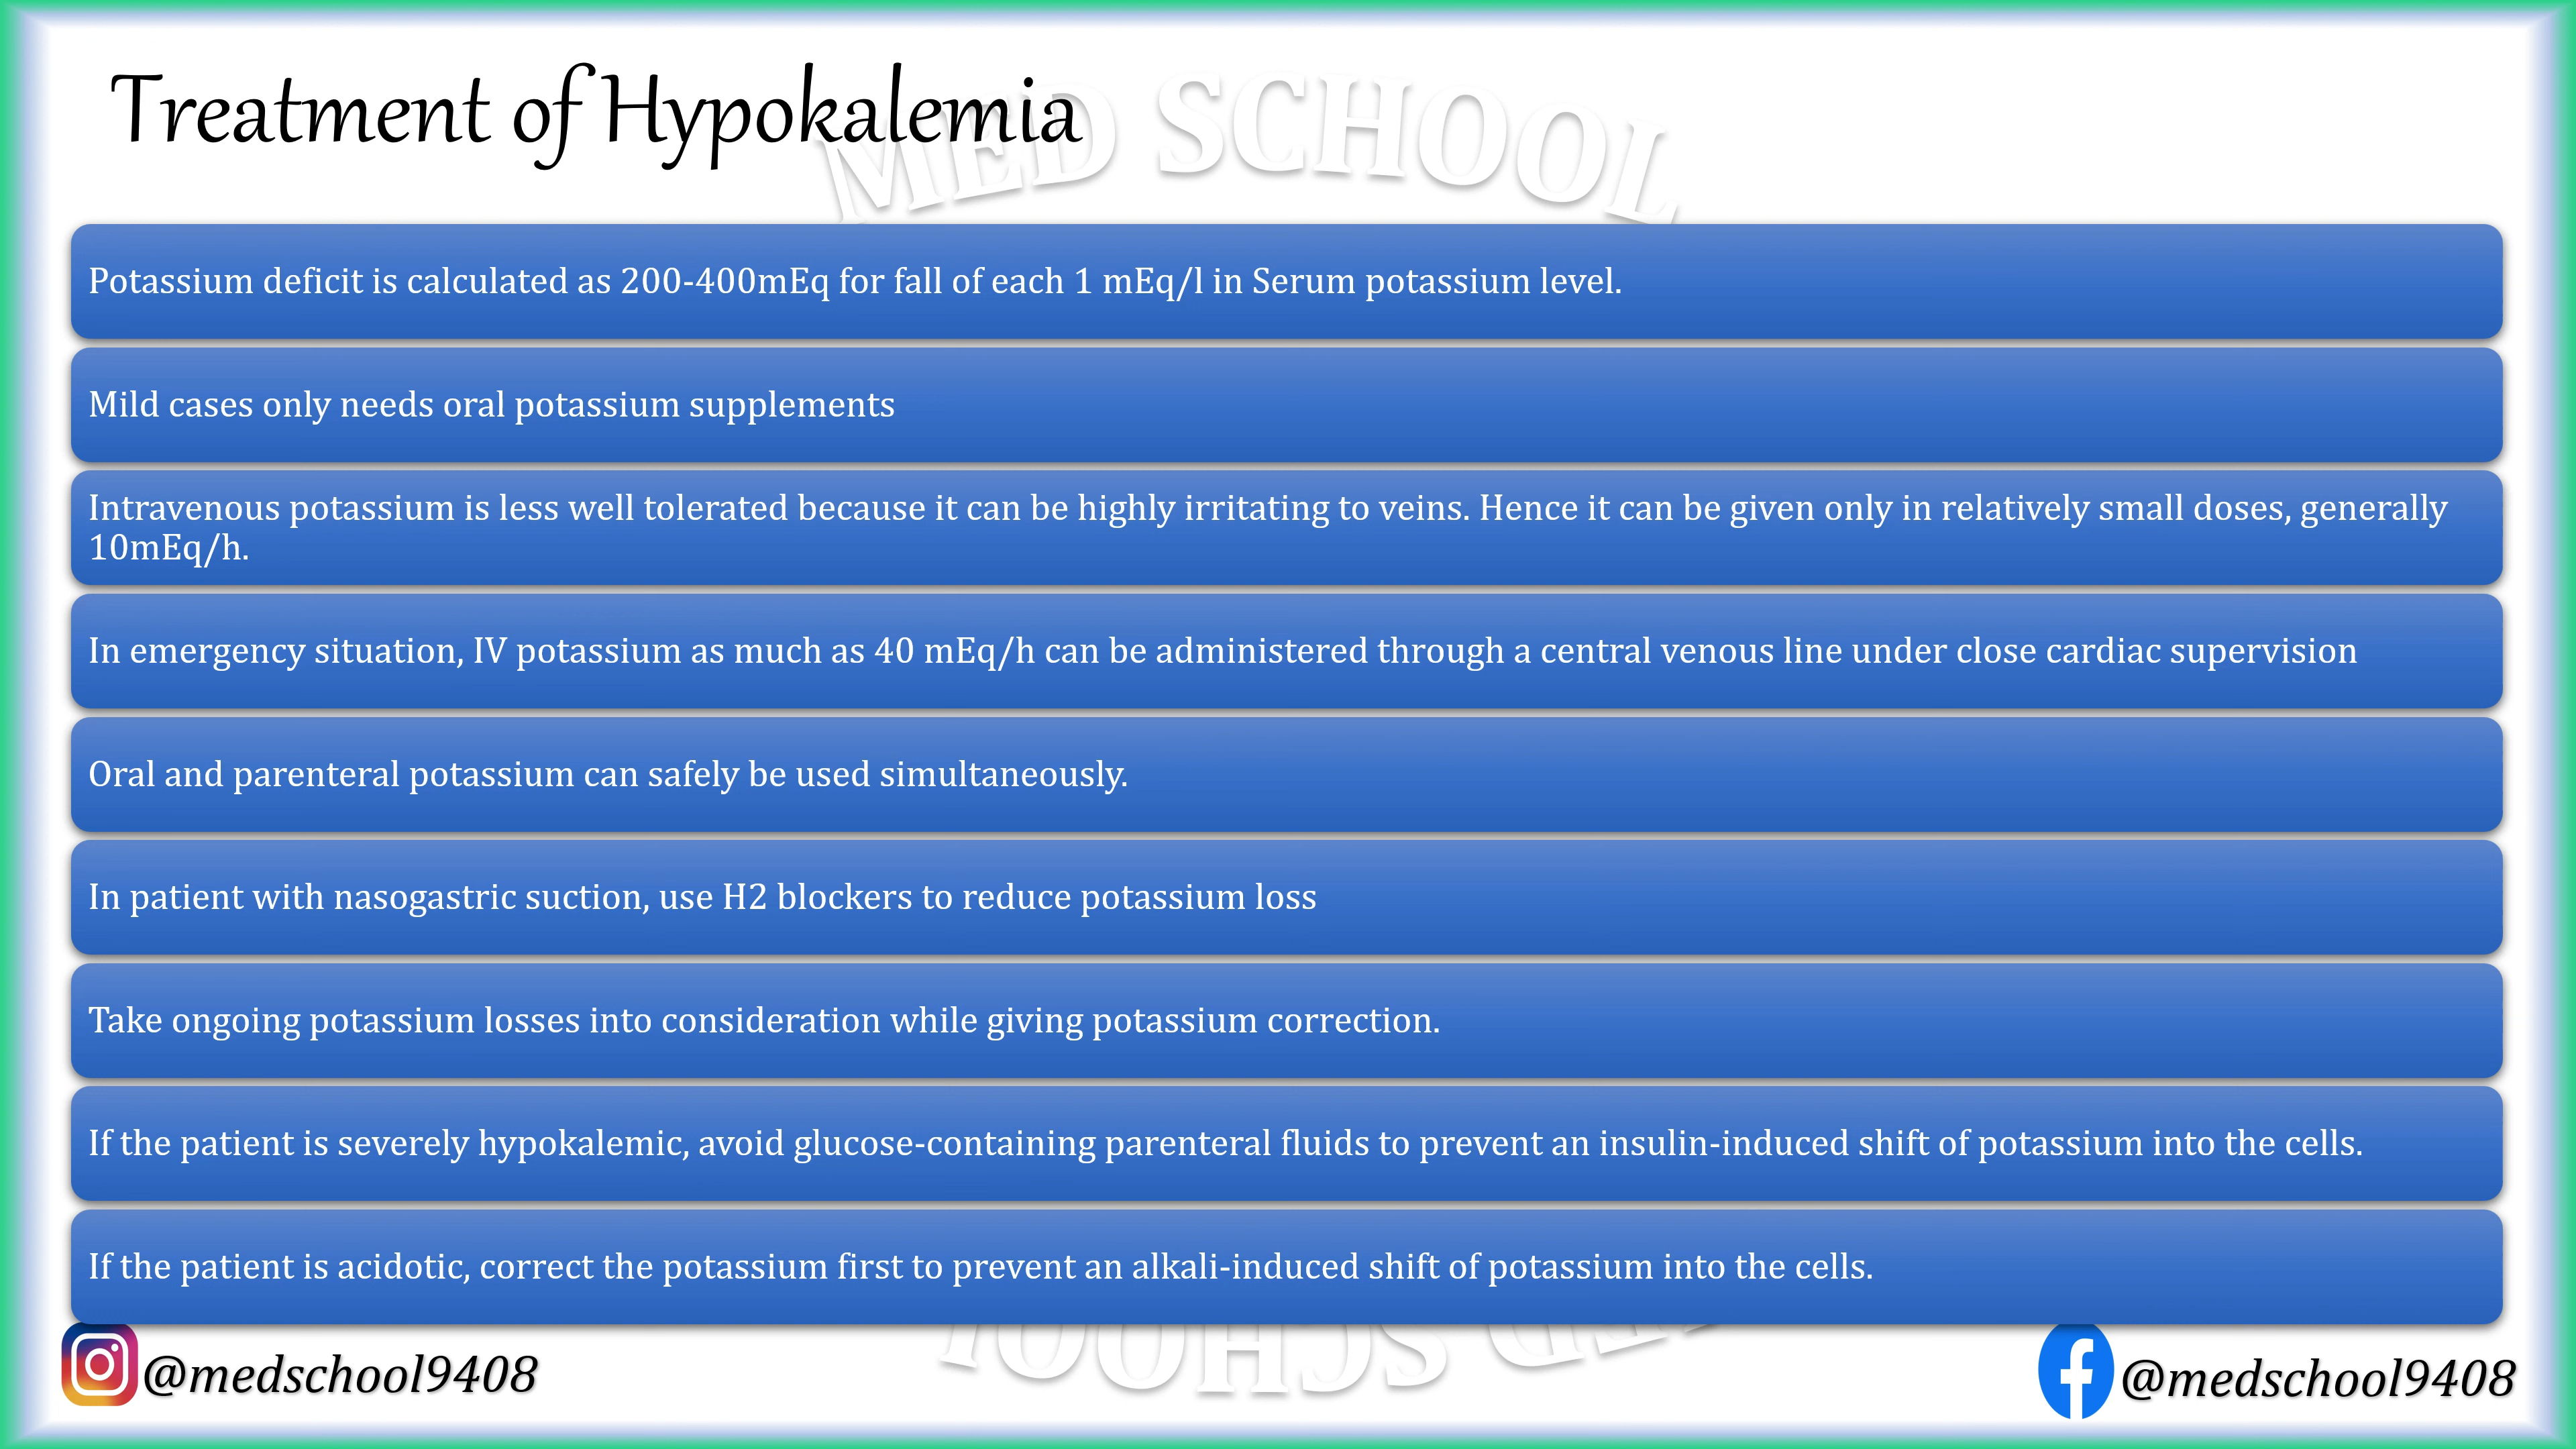 Treatment of Hypokalemia
MED SCHOOL
Potassium deficit is calculated as 200-400mEq for fall of each 1 mEq/l in Serum potassium level.
Mild cases only needs oral potassium supplements
Intravenous potassium is less well tolerated because it can be highly irritating to veins. Hence it can be given only in relatively small doses, generally
10mEq/h.
In emergency situation, IV potassium as much as 40 mEq/h can be administered through a central venous line under close cardiac supervision
Oral and parenteral potassium can safely be used simultaneously.
In patient with nasogastric suction, use H2 blockers to reduce potassium loss
Take ongoing potassium losses into consideration while giving potassium correction.
If the patient is severely hypokalemic, avoid glucose-containing parenteral fluids to prevent an insulin-induced shift of potassium into the cells.
If the patient is acidotic, correct the potassium first to prevent an alkali-induced shift of potassium into the cells.
@medschool9408
@medschool9408